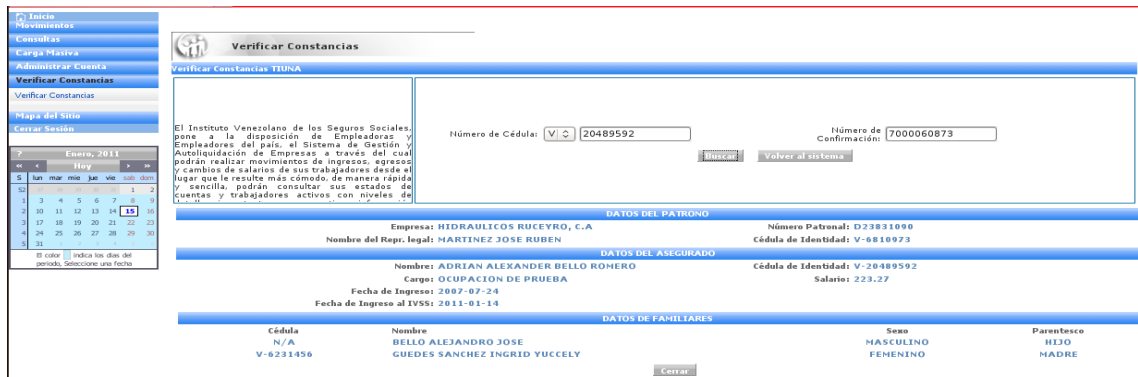 Inicio
Movimientos
Consultas
Carga Masiva
Administrar Cuenta
Verificar Constancias
Verificar Constancias
Mapa del Sitio
Cerrar Sesión
? Enero, 2011
« ‹ Hoy › »
S lun mar mie jue vie sab dom
52 1 2
1 3 4 5 6 7 8 9
2 10 11 12 13 14 15 16
3 17 18 19 20 21 22 23
4 24 25 26 27 28 29 30
5 31
El color indica los dias del
periodo, Seleccione una fecha
Verificar Constancias
Verificar Constancias TIUNA
El Instituto Venezolano de los Seguros Sociales,
pone a la disposición de Empleadoras y
Empleadores del país, el Sistema de Gestión y
Autoliquidación de Empresas a través del cual
podrán realizar movimientos de ingresos, egresos
y cambios de salarios de sus trabajadores desde el
lugar que le resulte más cómodo, de manera rápida
y sencilla, podrán consultar sus estados de
cuentas y trabajadores activos con niveles de
Número de Cédula: V 20489592
Número de Confirmación: 7000060873
Buscar Volver al sistema
DATOS DEL PATRONO
Empresa: HIDRAULICOS RUCEYRO, C.A Número Patronal: D23831090
Nombre del Repr. legal: MARTINEZ JOSE RUBEN Cédula de Identidad: V-6810973
DATOS DEL ASEGURADO
Nombre: ADRIAN ALEXANDER BELLO ROMERO Cédula de Identidad: V-20489592
Cargo: OCUPACION DE PRUEBA Salario: 223.27
Fecha de Ingreso: 2007-07-24
Fecha de Ingreso al IVSS: 2011-01-14
DATOS DE FAMILIARES
Cédula Nombre Sexo Parentesco
N/A BELLO ALEJANDRO JOSE MASCULINO HIJO
V-6231456 GUEDES SANCHEZ INGRID YUCCELY FEMENINO MADRE
Cerrar